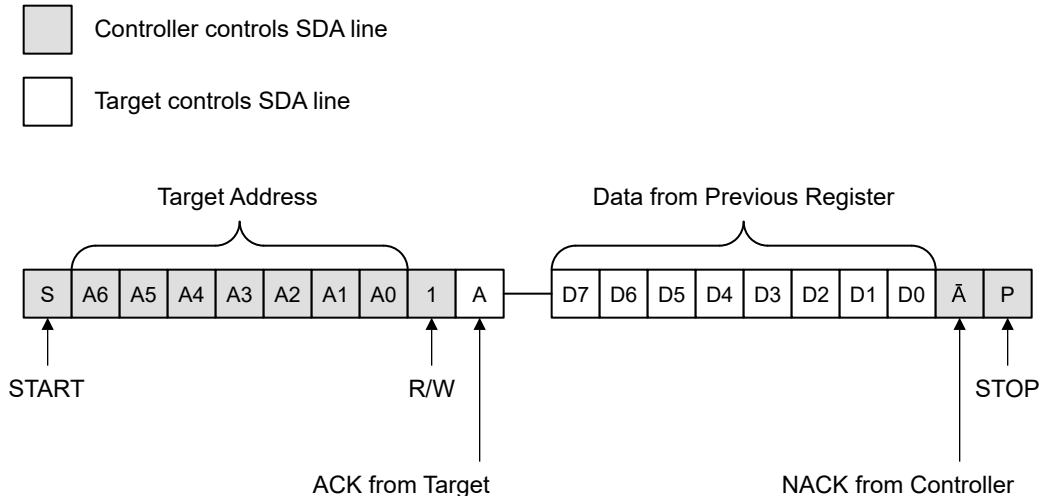 Controller controls SDA line
Target controls SDA line
Target Address
Data from Previous Register
S A6 A5 A4 A3 A2 A1 A0 1 A D7 D6 D5 D4 D3 D2 D1 D0 Ā P
START
R/W
STOP
ACK from Target
NACK from Controller